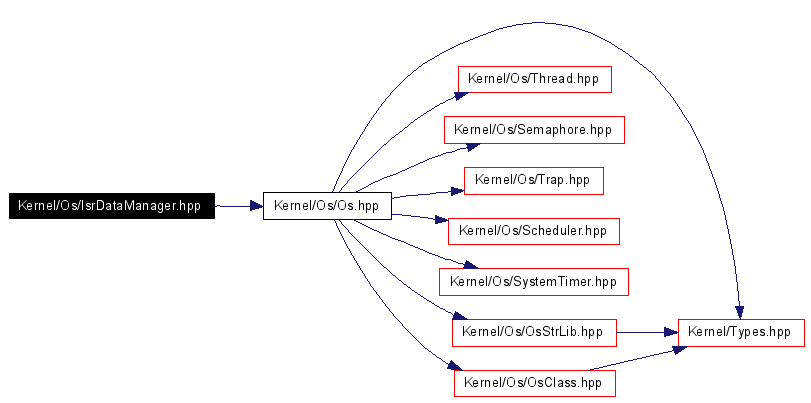 Kernel/Os/Thread.hpp
Kernel/Os/Semaphore.hpp
Kernel/Os/Trap.hpp
Kernel/Os/IsrDataManager.hpp
Kernel/Os/Os.hpp
Kernel/Os/Scheduler.hpp
Kernel/Os/SystemTimer.hpp
Kernel/Os/OsStrLib.hpp
Kernel/Types.hpp
Kernel/Os/OsClass.hpp